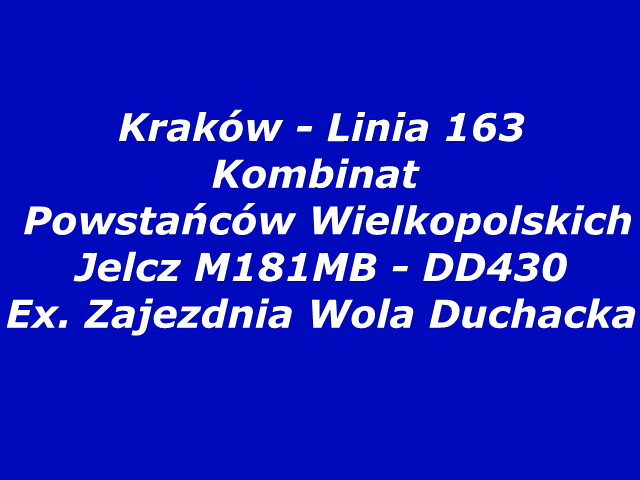 Kraków - Linia 163
Kombinat
Powstańców Wielkopolskich
Jelcz M181MB - DD430
Ex. Zajezdnia Wola Duchacka